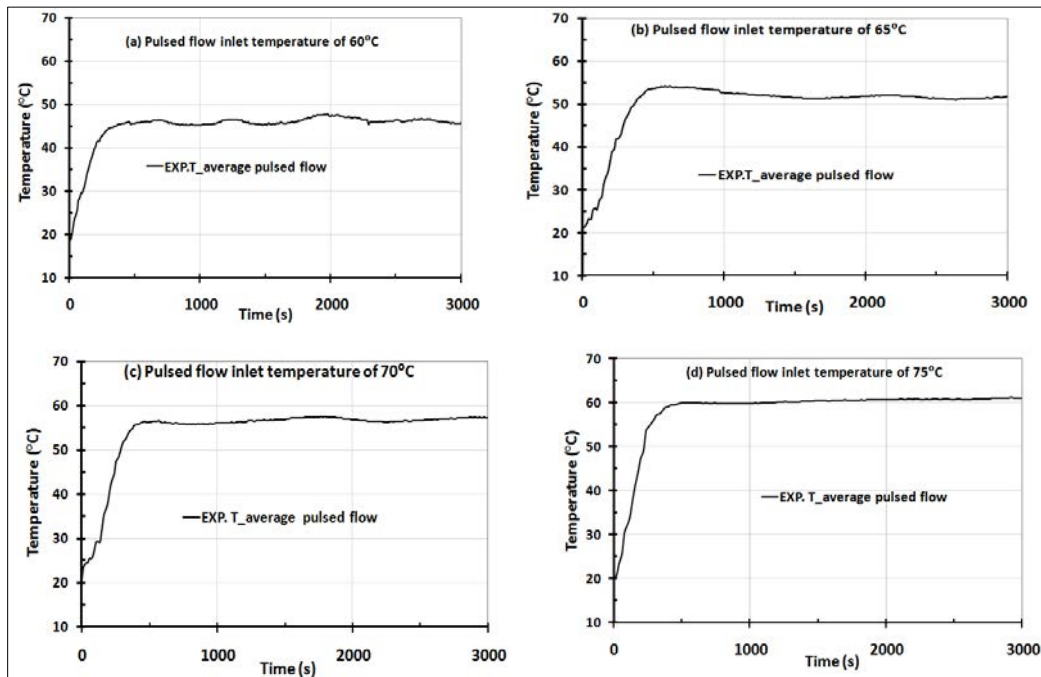 (a) Pulsed flow inlet temperature of 60°C
Temperature (°C)
70
60
50
40
30
20
10
EXP.T_average pulsed flow
0 1000 2000 3000
Time (s)
(b) Pulsed flow inlet temperature of 65°C
Temperature (°C)
70
60
50
40
30
20
10
EXP.T_average pulsed flow
0 1000 2000 3000
Time (s)
(c) Pulsed flow inlet temperature of 70°C
Temperature (°C)
70
60
50
40
30
20
10
EXP. T_average pulsed flow
0 1000 2000 3000
Time (s)
(d) Pulsed flow inlet temperature of 75°C
Temperature (°C)
70
60
50
40
30
20
10
EXP. T_average pulsed flow
0 1000 2000 3000
Time (s)